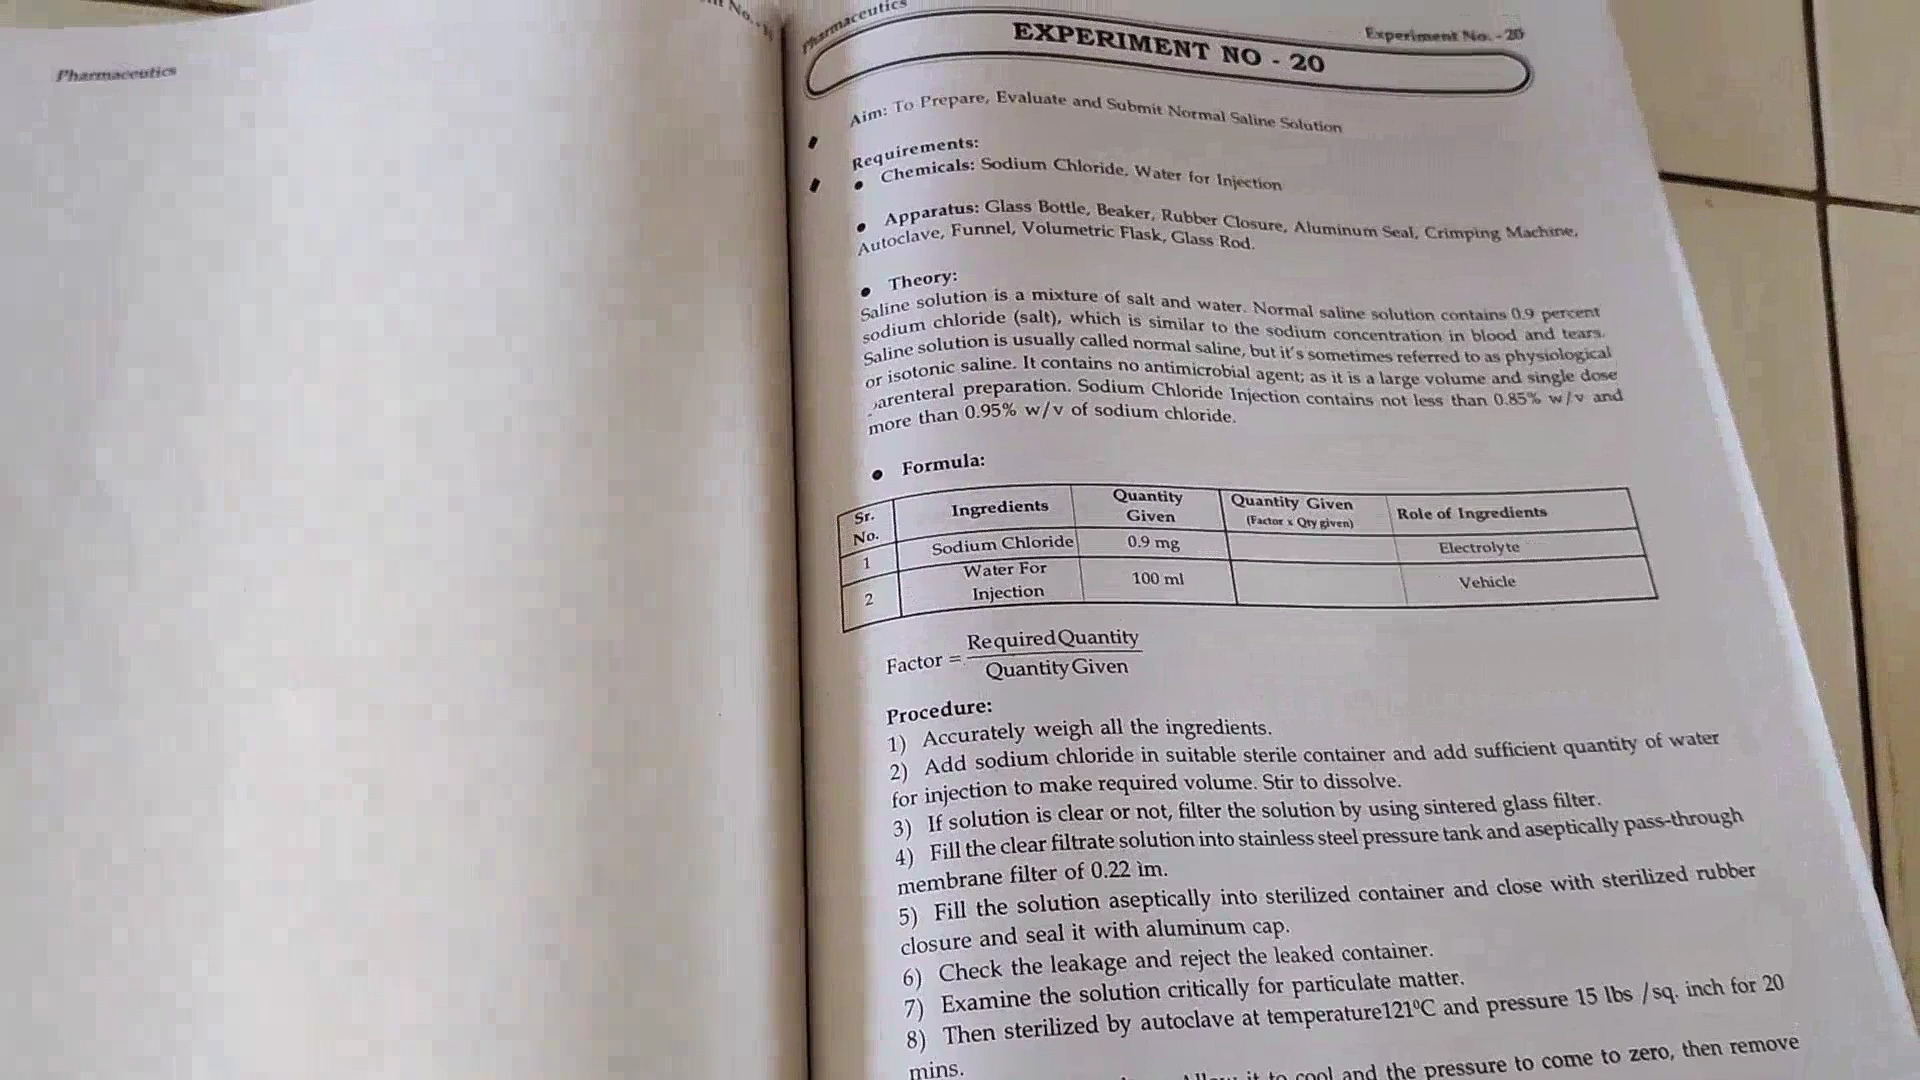 Pharmaceutics
No.
Pharmaceutics
Experiment No. - 20
EXPERIMENT NO - 20
Aim: To Prepare, Evaluate and Submit Normal Saline Solution
Requirements:
• Chemicals: Sodium Chloride, Water for Injection
• Apparatus: Glass Bottle, Beaker, Rubber Closure, Aluminum Seal, Crimping Machine,
Autoclave, Funnel, Volumetric Flask, Glass Rod.
• Theory:
Saline solution is a mixture of salt and water. Normal saline solution contains 0.9 percent
sodium chloride (salt), which is similar to the sodium concentration in blood and tears.
Saline solution is usually called normal saline, but it's sometimes referred to as physiological
or isotonic saline. It contains no antimicrobial agent; as it is a large volume and single dose
arenteral preparation. Sodium Chloride Injection contains not less than 0.85% w/v and
more than 0.95% w/v of sodium chloride.
• Formula:
Sr. No. Ingredients Quantity Given Quantity Given (Factor x Qty given) Role of Ingredients
1 Sodium Chloride 0.9 mg Electrolyte
2 Water For Injection 100 ml Vehicle
Factor = Required Quantity / Quantity Given
Procedure:
1) Accurately weigh all the ingredients.
2) Add sodium chloride in suitable sterile container and add sufficient quantity of water
for injection to make required volume. Stir to dissolve.
3) If solution is clear or not, filter the solution by using sintered glass filter.
4) Fill the clear filtrate solution into stainless steel pressure tank and aseptically pass-through
membrane filter of 0.22 ìm.
5) Fill the solution aseptically into sterilized container and close with sterilized rubber
closure and seal it with aluminum cap.
6) Check the leakage and reject the leaked container.
7) Examine the solution critically for particulate matter.
8) Then sterilized by autoclave at temperature121⁰C and pressure 15 lbs /sq. inch for 20
mins.
it to cool and the pressure to come to zero, then remove